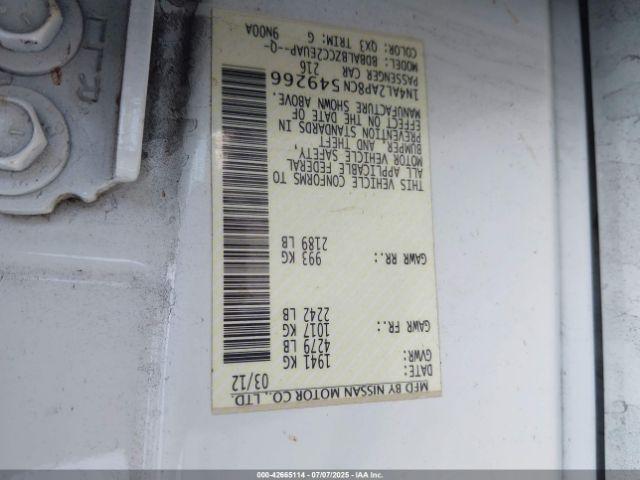 MFD BY NISSAN MOTOR CO., LTD.
DATE: 03/12
GVWR: 1941 KG
4279 LB
GAWR FR.: 1017 KG
2242 LB
GAWR RR.: 993 KG
2189 LB
THIS VEHICLE CONFORMS TO
ALL APPLICABLE FEDERAL
MOTOR VEHICLE SAFETY,
BUMPER AND THEFT
PREVENTION STANDARDS IN
EFFECT ON THE DATE OF
MANUFACTURE SHOWN ABOVE.
1N4AL2AP8CN549266
PASSENGER CAR 216
MODEL: BDBALBZCC2EUAP--Q-
COLOR: QX3 TRIM: G 9N00A
000-42665114 - 07/07/2025 - IAA Inc.